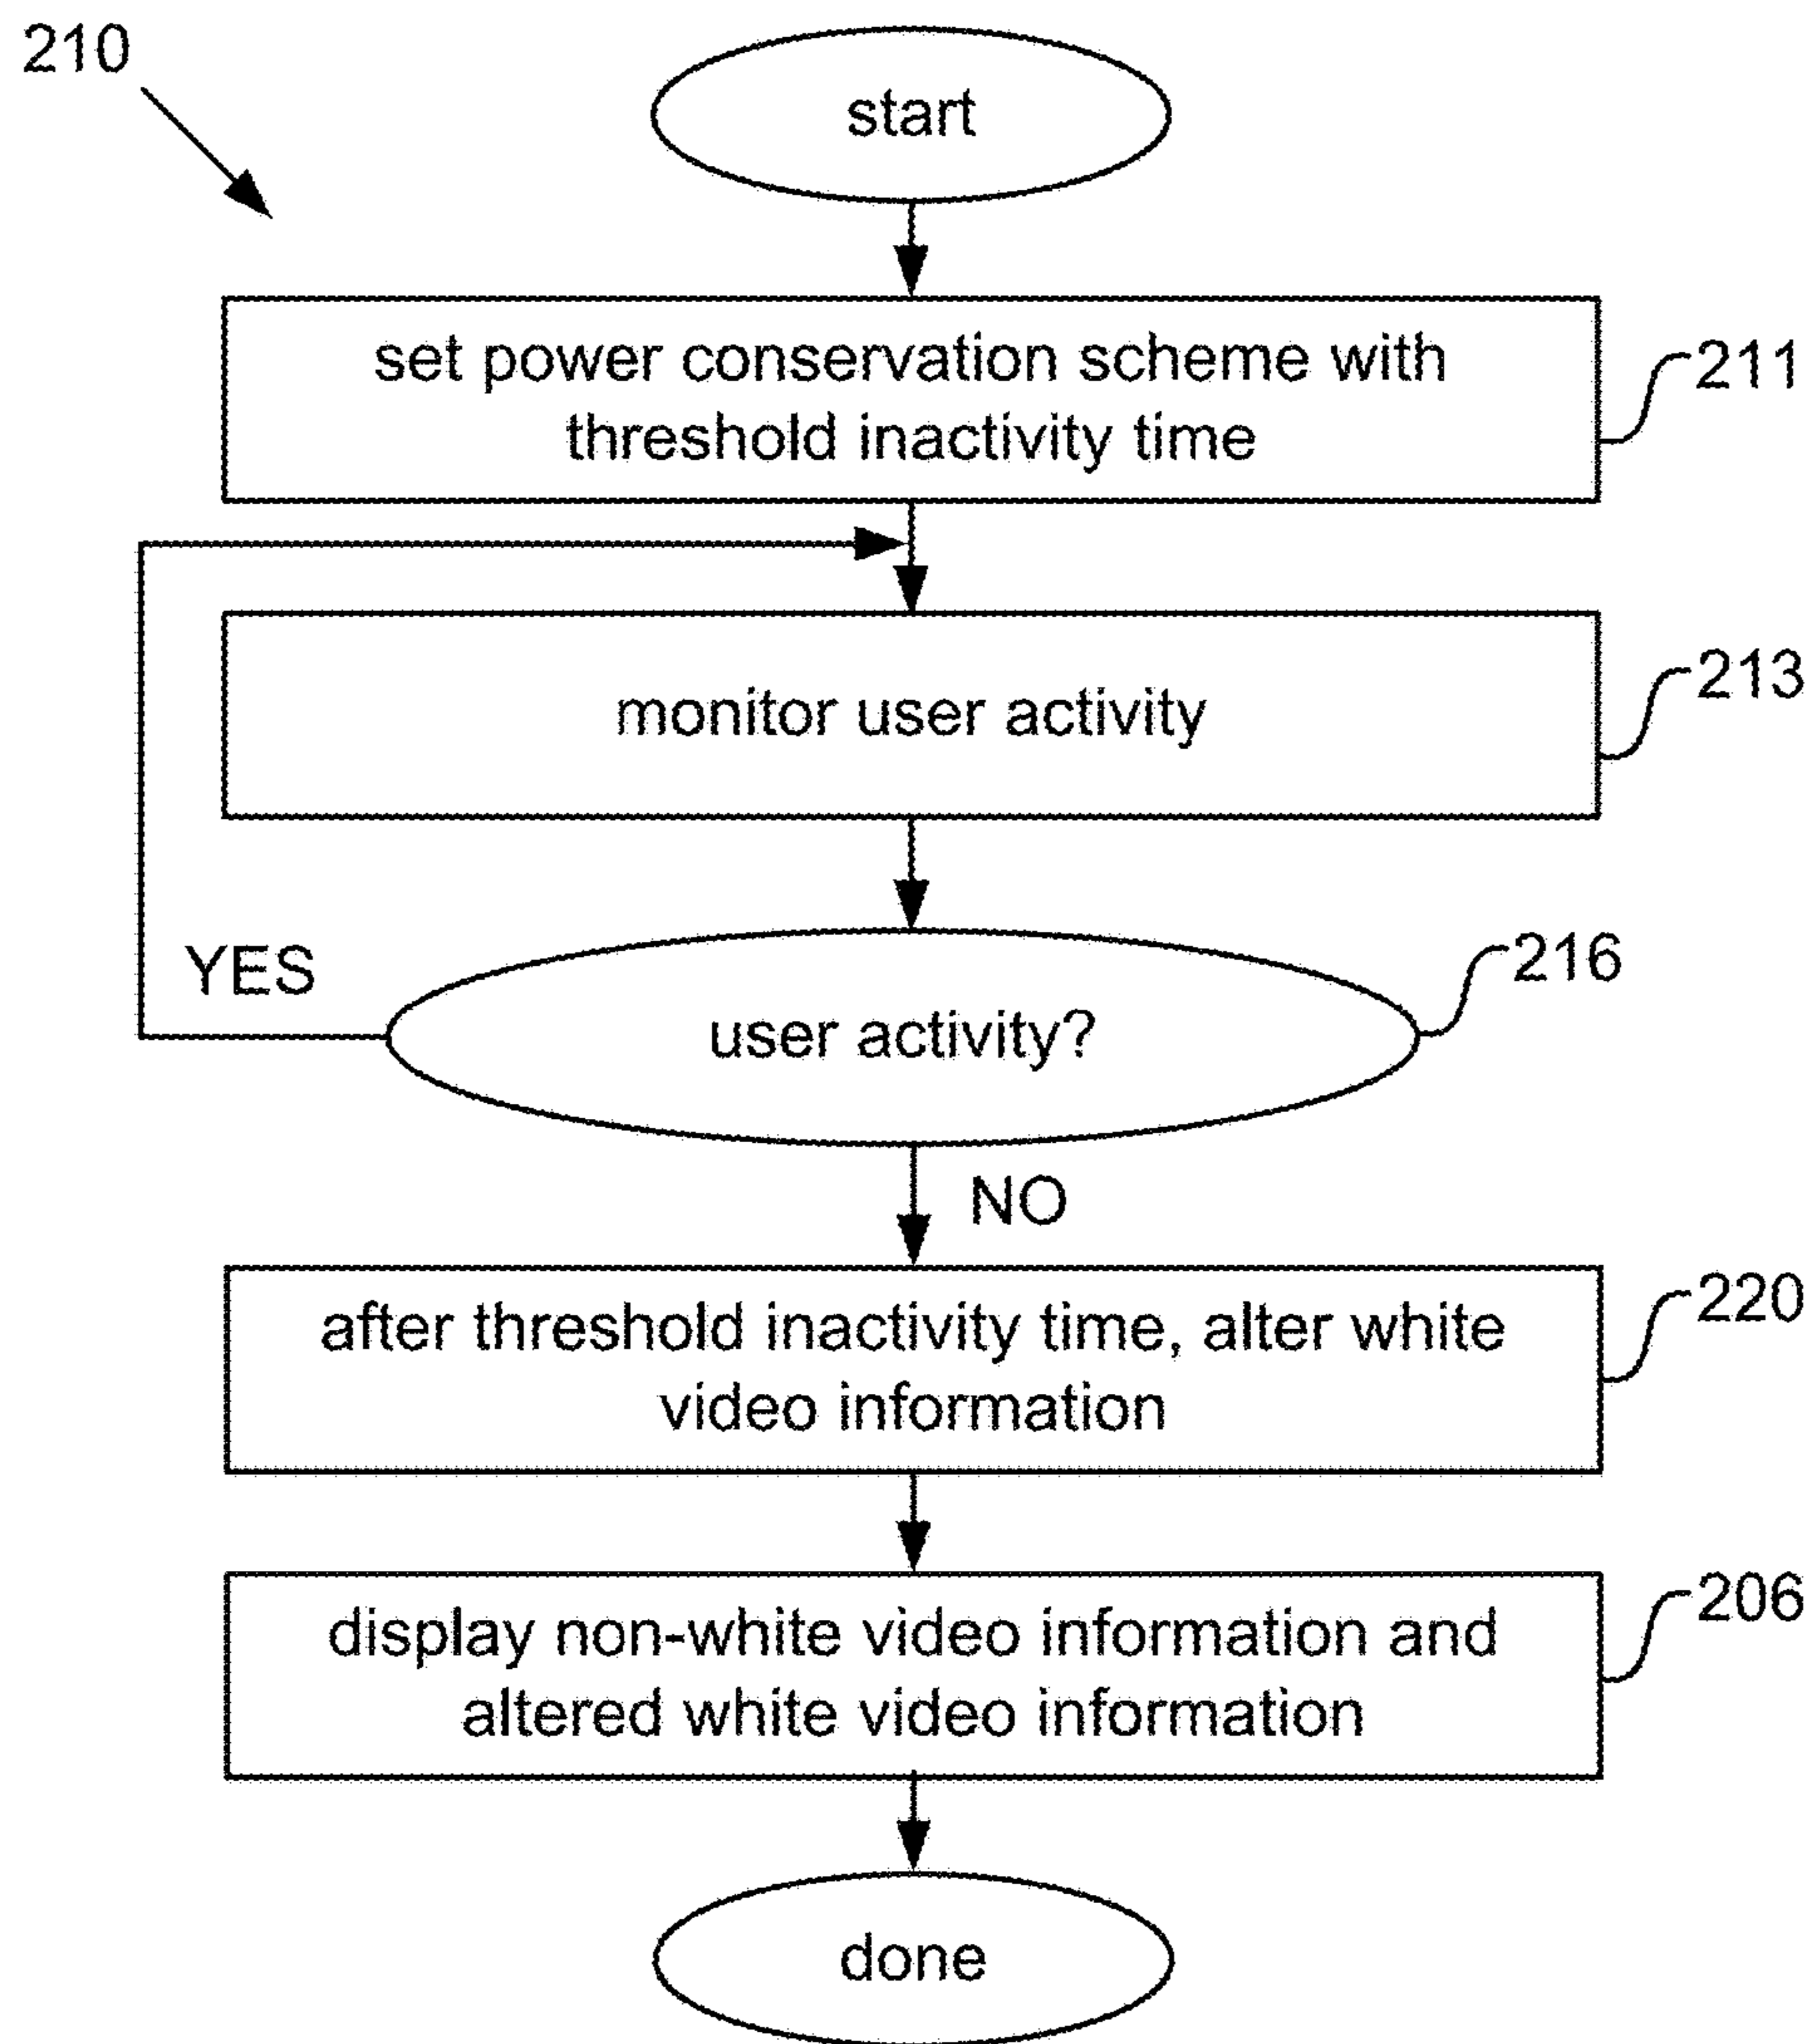 210
start
set power conservation scheme with
threshold inactivity time
211
monitor user activity
213
YES
user activity?
216
NO
after threshold inactivity time, alter white
video information
220
display non-white video information and
altered white video information
206
done